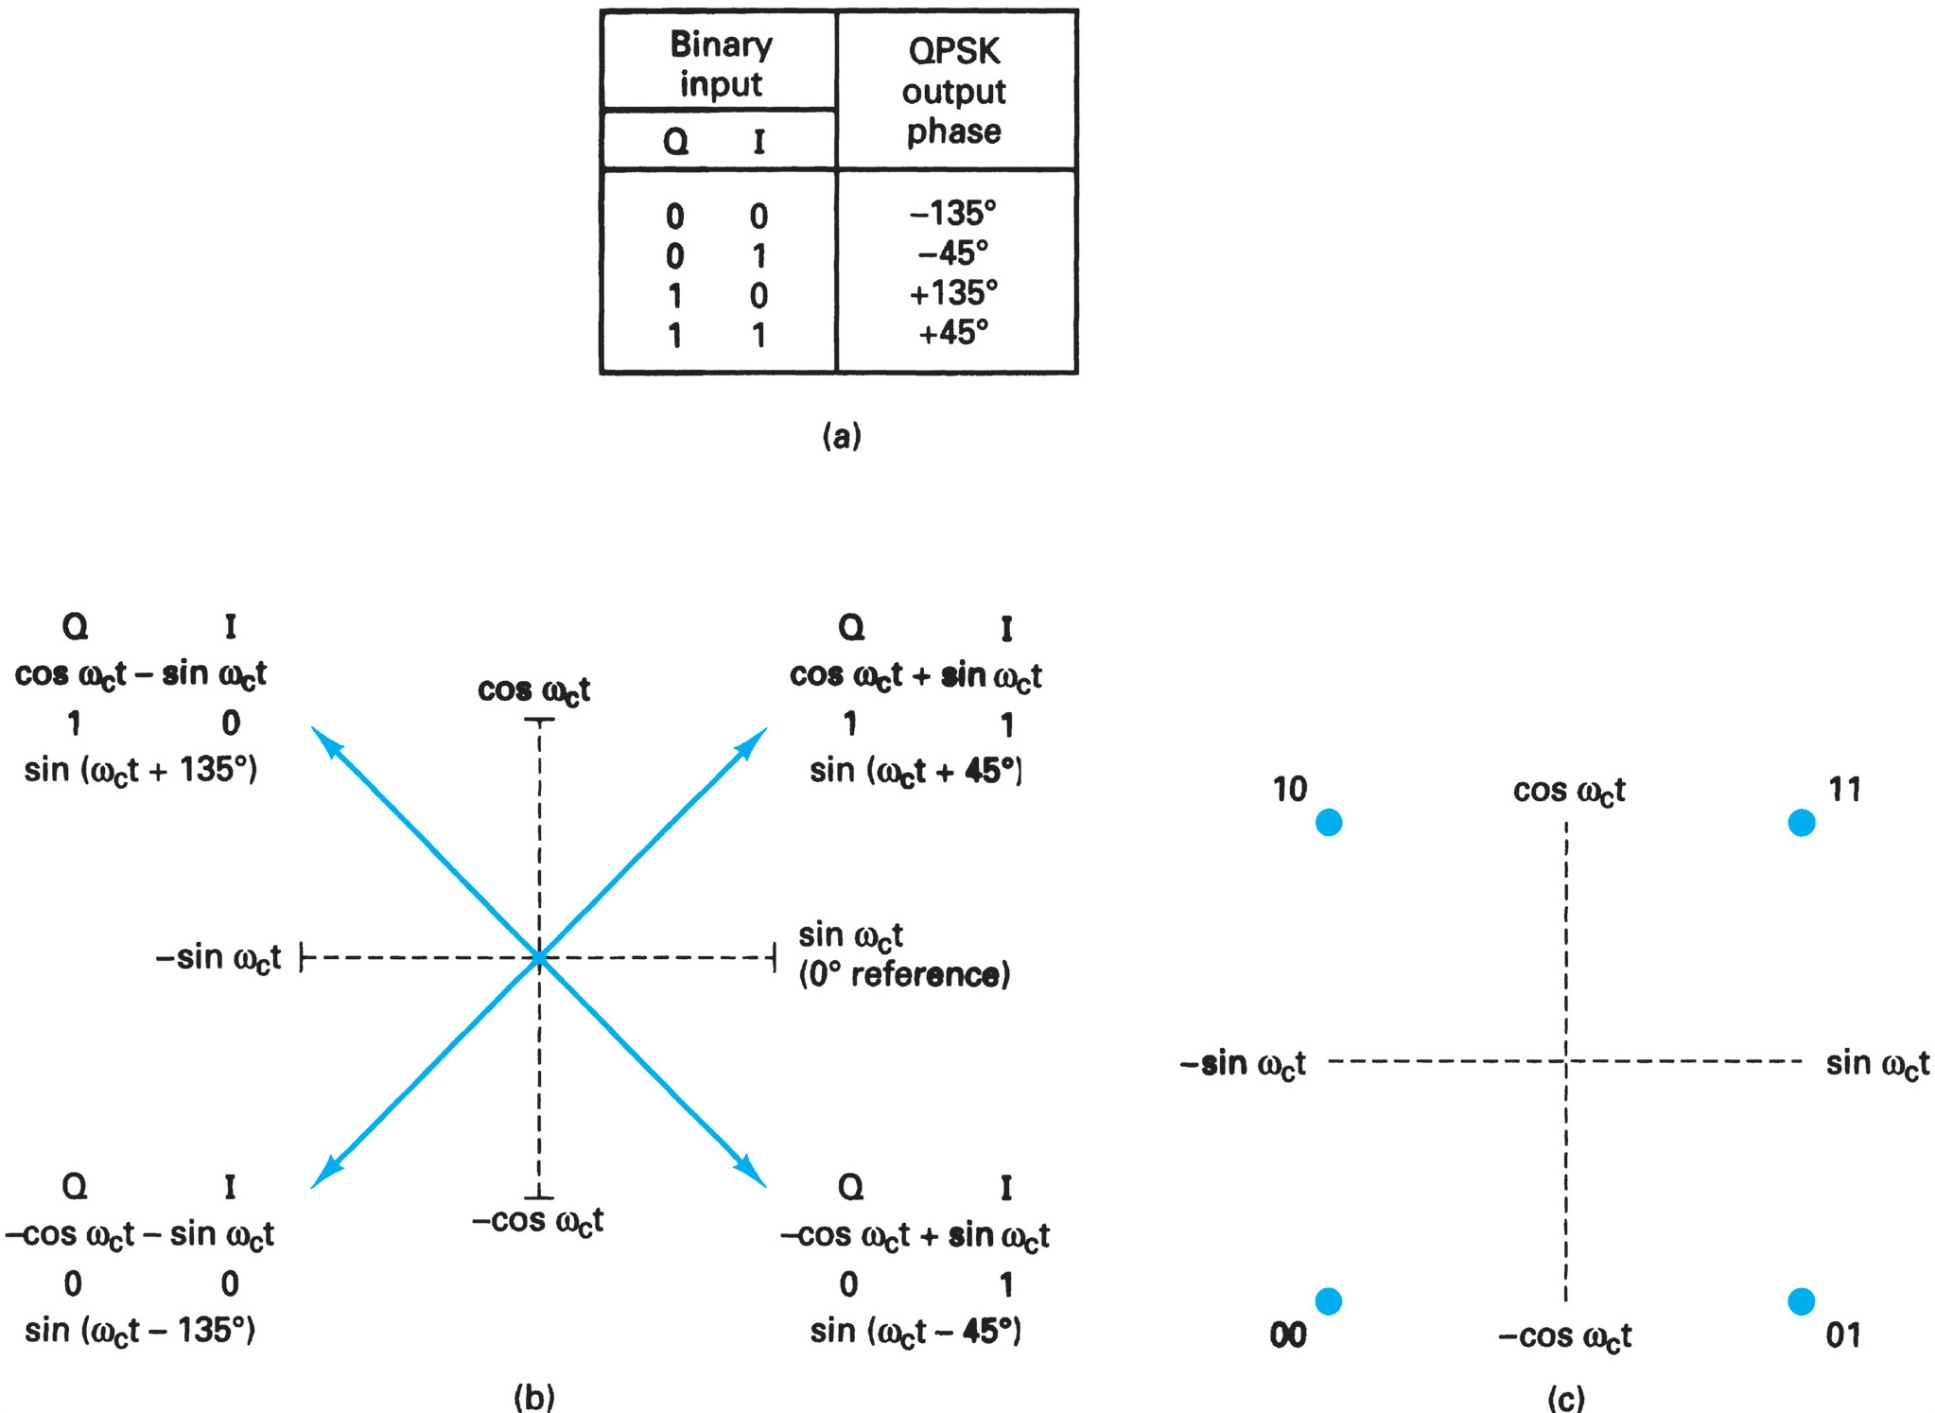 Binary input
QPSK output phase
Q I
0 0 −135°
0 1 −45°
1 0 +135°
1 1 +45°
(a)
Q I
cos ωct − sin ωct
1 0
sin (ωct + 135°)
cos ωct
Q I
cos ωct + sin ωct
1 1
sin (ωct + 45°)
−sin ωct
sin ωct
(0° reference)
Q I
−cos ωct − sin ωct
0 0
sin (ωct − 135°)
−cos ωct
Q I
−cos ωct + sin ωct
0 1
sin (ωct − 45°)
(b)
10
cos ωct
11
−sin ωct
sin ωct
00
−cos ωct
01
(c)